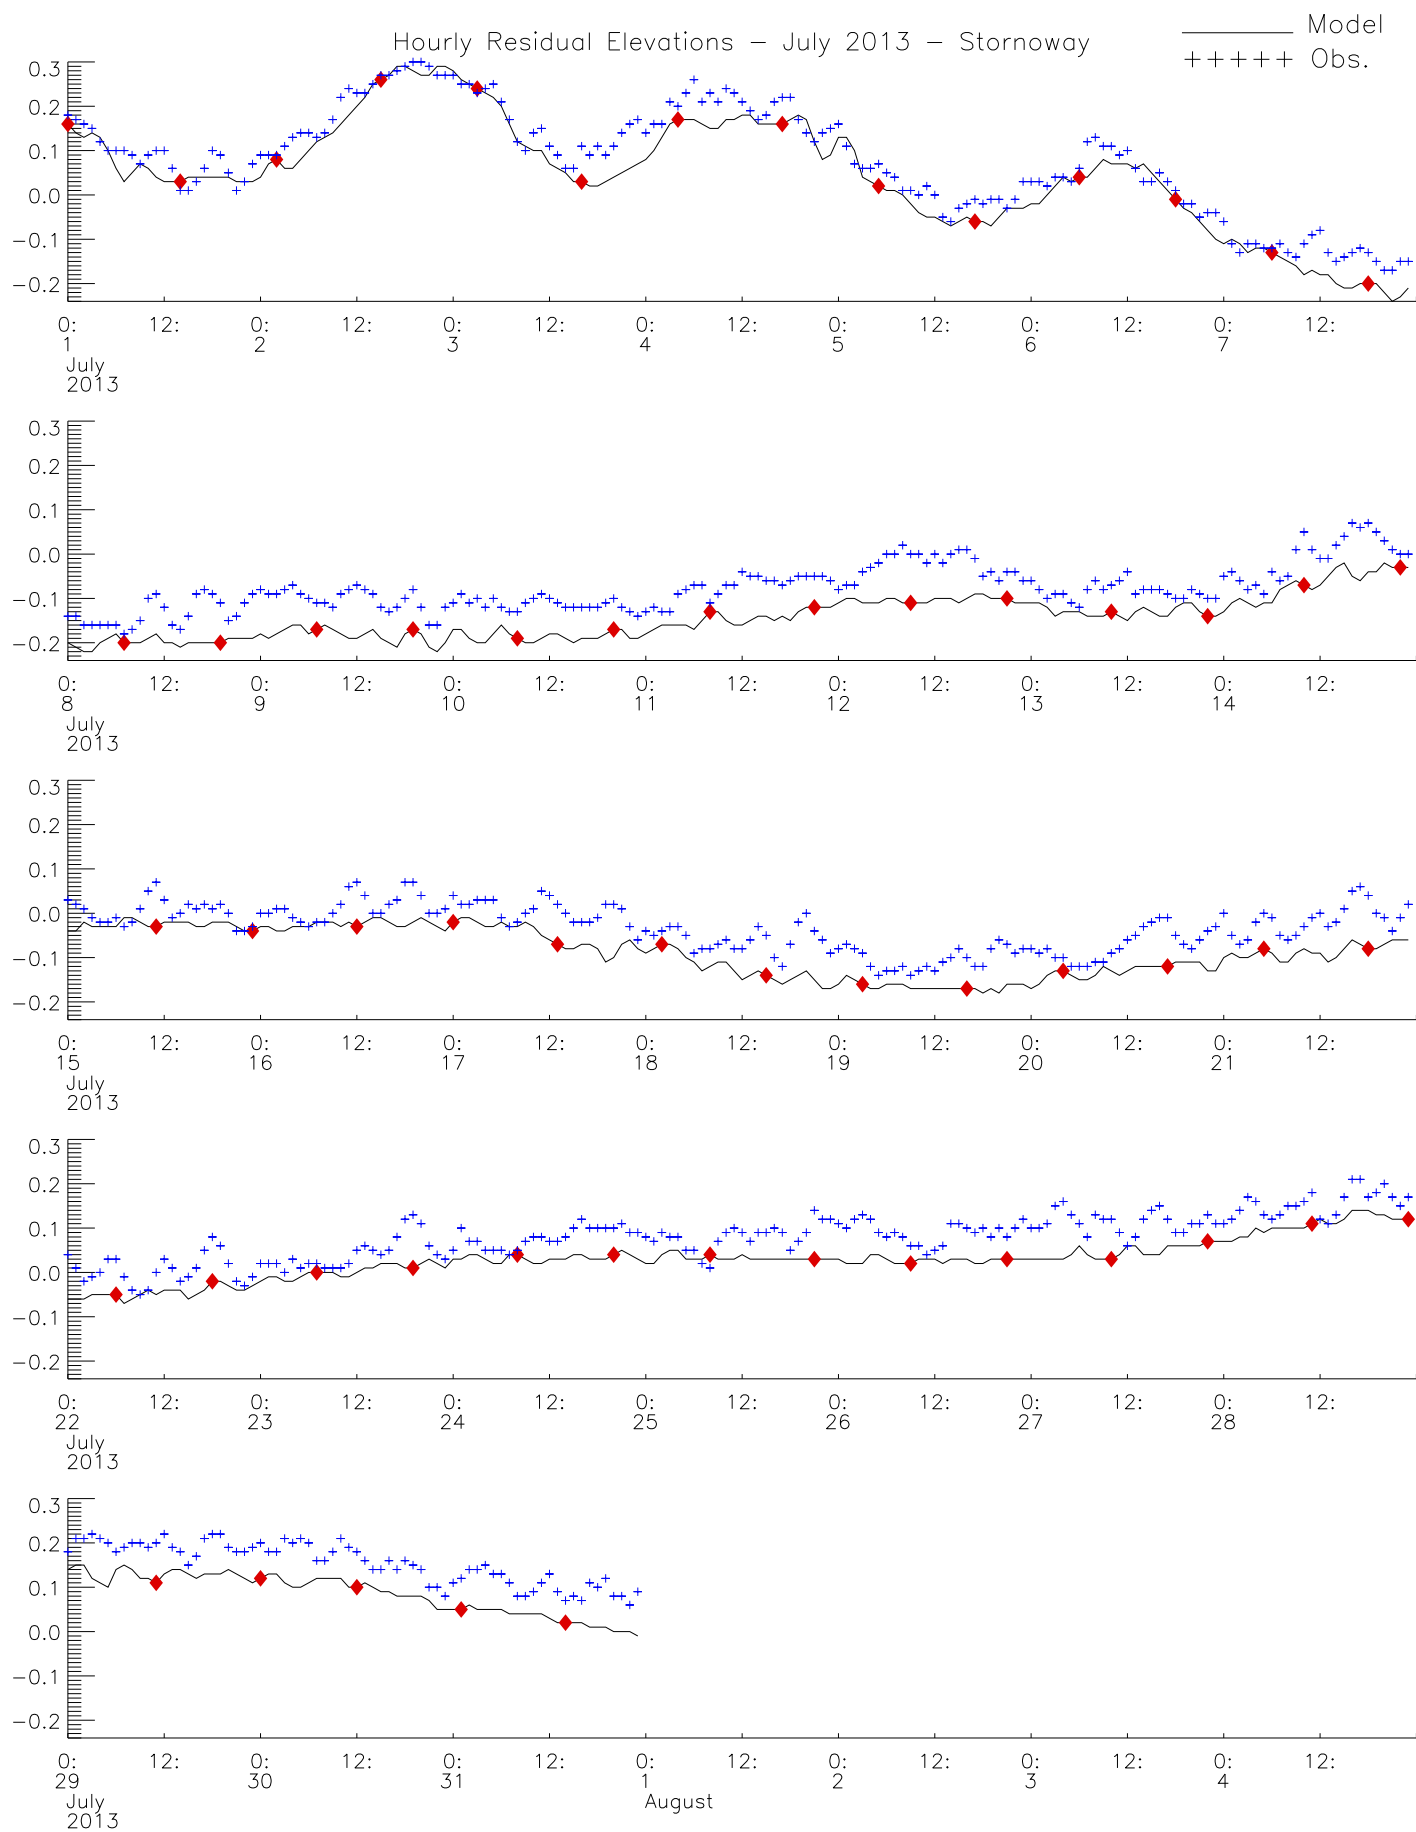 Hourly Residual Elevations – July 2013 – Stornoway
Model
+++++ Obs.
0.3
0.2
0.1
0.0
−0.1
−0.2
0: 12: 0: 12: 0: 12: 0: 12: 0: 12: 0: 12: 0: 12:
1 2 3 4 5 6 7
July
2013
0.3
0.2
0.1
0.0
−0.1
−0.2
0: 12: 0: 12: 0: 12: 0: 12: 0: 12: 0: 12: 0: 12:
8 9 10 11 12 13 14
July
2013
0.3
0.2
0.1
0.0
−0.1
−0.2
0: 12: 0: 12: 0: 12: 0: 12: 0: 12: 0: 12: 0: 12:
15 16 17 18 19 20 21
July
2013
0.3
0.2
0.1
0.0
−0.1
−0.2
0: 12: 0: 12: 0: 12: 0: 12: 0: 12: 0: 12: 0: 12:
22 23 24 25 26 27 28
July
2013
0.3
0.2
0.1
0.0
−0.1
−0.2
0: 12: 0: 12: 0: 12: 0: 12: 0: 12: 0: 12: 0: 12:
29 30 31 1 2 3 4
July August
2013